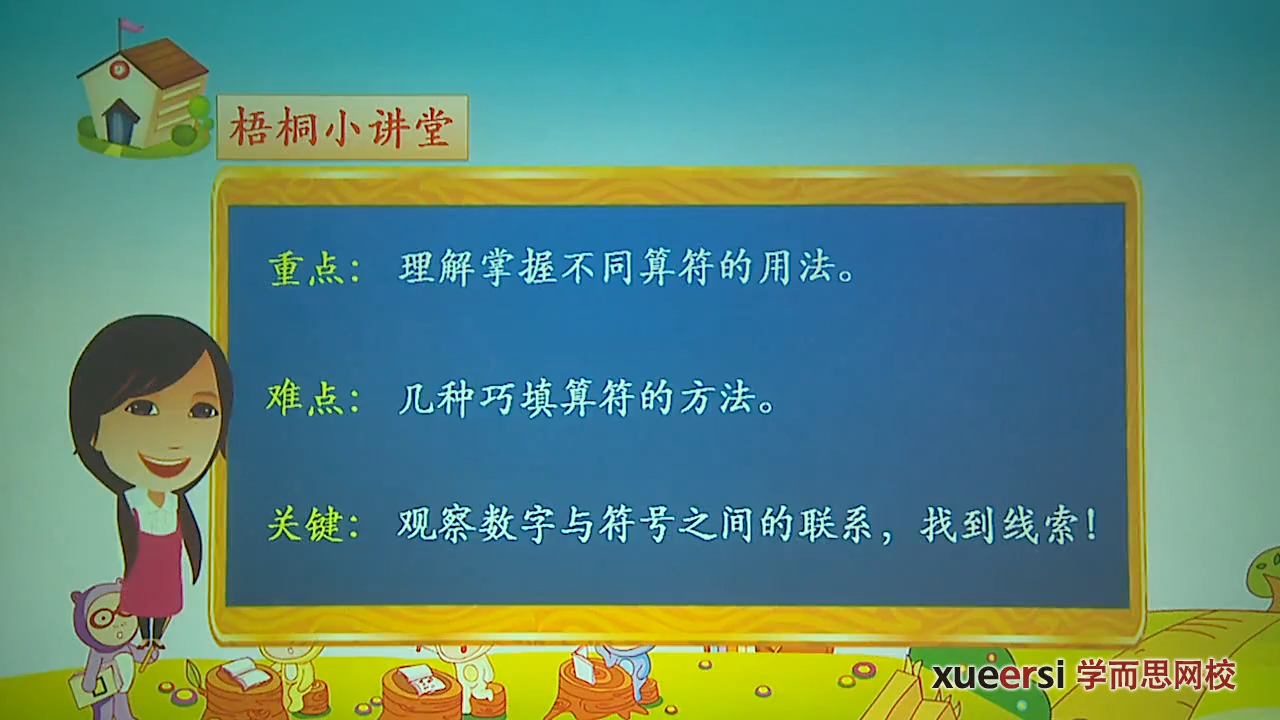 梧桐小讲堂
重点： 理解掌握不同算符的用法。
难点： 几种巧填算符的方法。
关键： 观察数字与符号之间的联系，找到线索！
xueersi 学而思网校